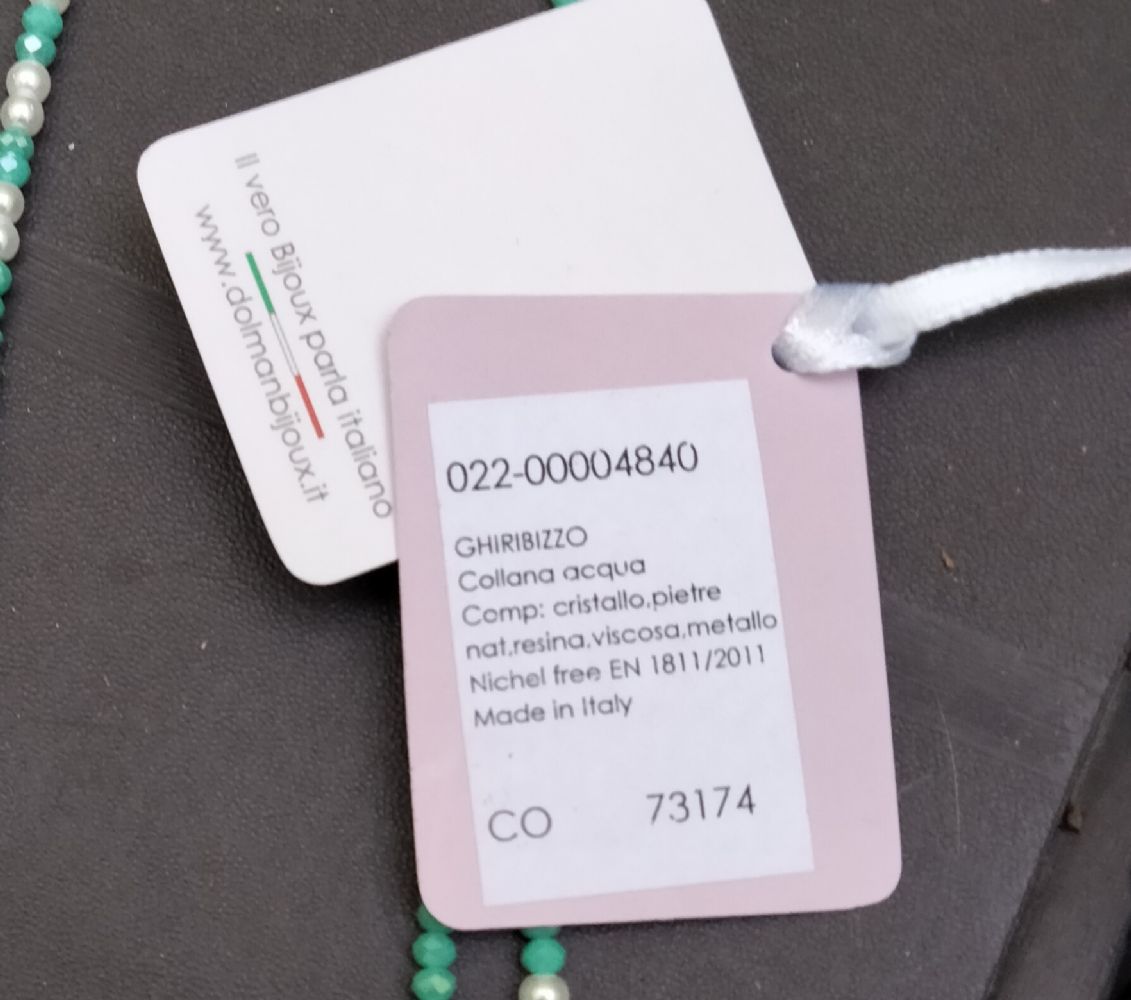 Il vero Bijoux parla italiano
www.dolmanbijoux.it
022-00004840
GHIRIBIZZO
Collana acqua
Comp: cristallo,pietre
nat,resina,viscosa,metallo
Nichel free EN 1811/2011
Made in Italy
CO 73174